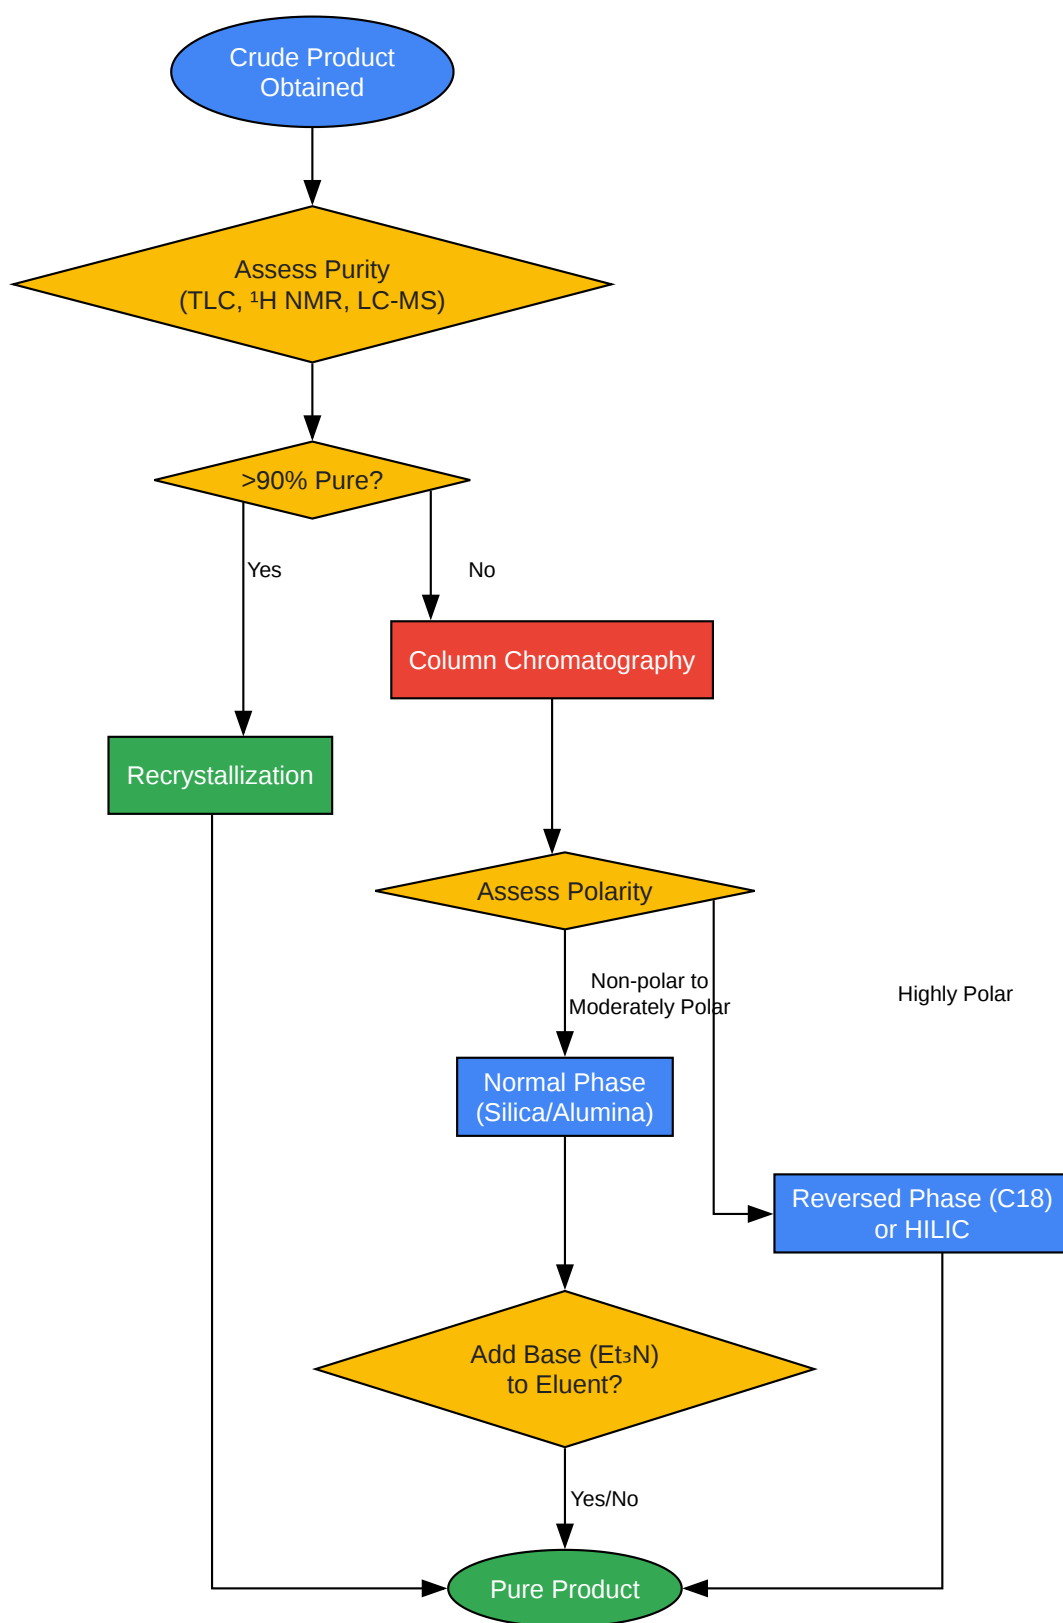 Crude Product
Obtained
Assess Purity
(TLC, ¹H NMR, LC-MS)
>90% Pure?
Yes
No
Column Chromatography
Recrystallization
Assess Polarity
Non-polar to
Moderately Polar
Highly Polar
Normal Phase
(Silica/Alumina)
Reversed Phase (C18)
or HILIC
Add Base (Et₃N)
to Eluent?
Yes/No
Pure Product